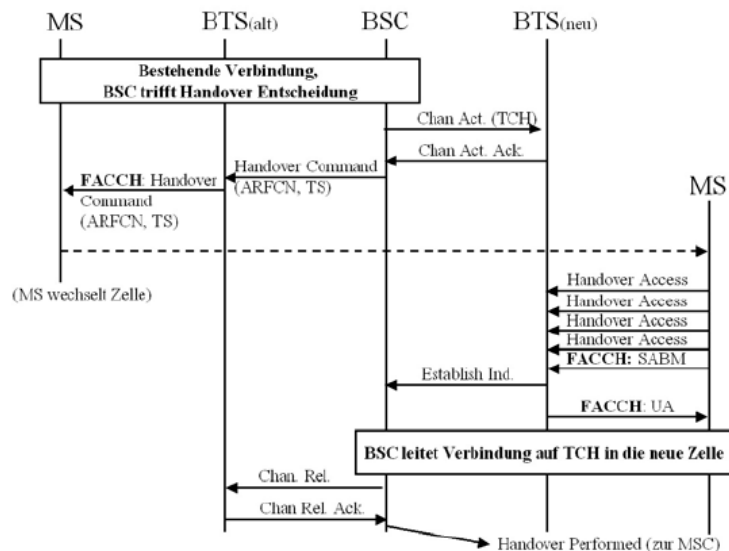 MS BTS(alt) BSC BTS(neu)
Bestehende Verbindung,
BSC trifft Handover Entscheidung
Chan Act. (TCH)
Chan Act. Ack.
Handover Command
(ARFCN, TS)
FACCH: Handover
Command
(ARFCN, TS)
MS
(MS wechselt Zelle)
Handover Access
Handover Access
Handover Access
Handover Access
FACCH: SABM
Establish Ind.
FACCH: UA
BSC leitet Verbindung auf TCH in die neue Zelle
Chan. Rel.
Chan Rel. Ack.
Handover Performed (zur MSC)